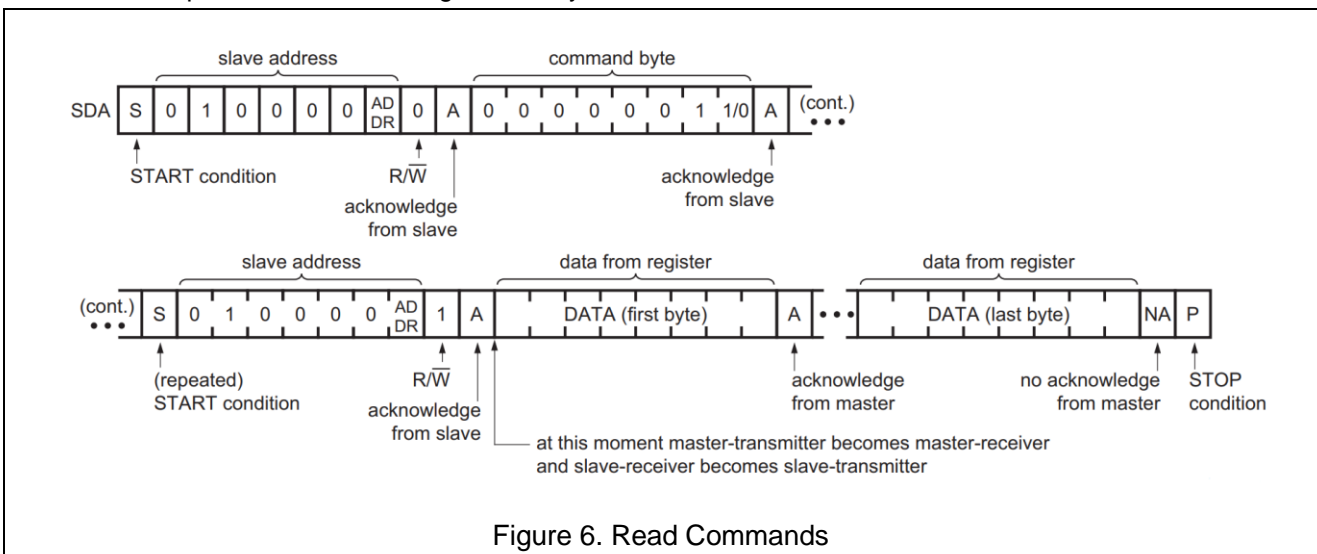 slave address command byte
SDA S 0 1 0 0 0 0 AD DR 0 A 0 0 0 0 0 0 1 1/0 A (cont.) •••
START condition R/W̅ acknowledge from slave acknowledge from slave
slave address data from register data from register
(cont.) ••• S 0 1 0 0 0 0 AD DR 1 A DATA (first byte) A ••• DATA (last byte) NA P
(repeated) START condition R/W̅ acknowledge from slave acknowledge from master no acknowledge from master STOP condition
at this moment master-transmitter becomes master-receiver
and slave-receiver becomes slave-transmitter
Figure 6. Read Commands